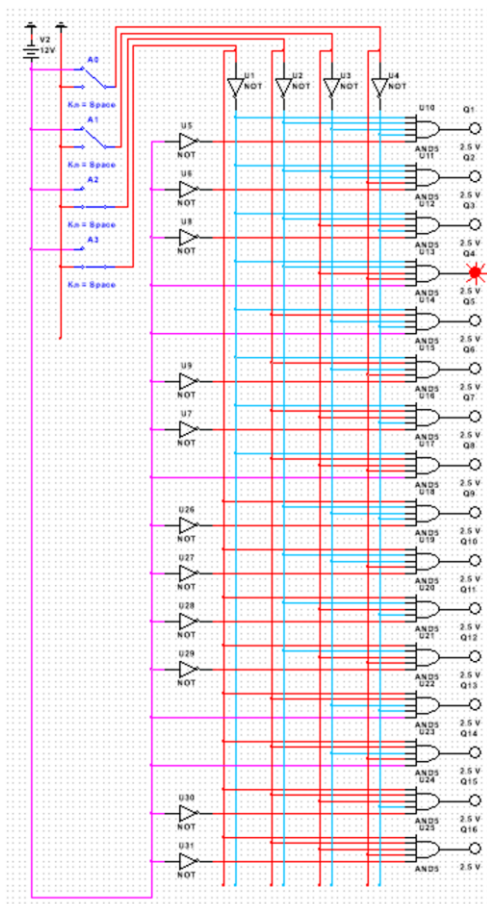 V2
12V
A0
Kn = Space
A1
Kn = Space
A2
Kn = Space
A3
Kn = Space
U1
NOT
U2
NOT
U3
NOT
U4
NOT
U5
NOT
U6
NOT
U8
NOT
U9
NOT
U7
NOT
U26
NOT
U27
NOT
U28
NOT
U29
NOT
U30
NOT
U31
NOT
U10
AND5
U11
AND5
U12
AND5
U13
AND5
U14
AND5
U15
AND5
U16
AND5
U17
AND5
U18
AND5
U19
AND5
U20
AND5
U21
AND5
U22
AND5
U23
AND5
U24
AND5
U25
AND5
Q1
2.5 V
Q2
2.5 V
Q3
2.5 V
Q4
2.5 V
Q5
2.5 V
Q6
2.5 V
Q7
2.5 V
Q8
2.5 V
Q9
2.5 V
Q10
2.5 V
Q11
2.5 V
Q12
2.5 V
Q13
2.5 V
2.5 V
Q15
2.5 V
Q16
2.5 V